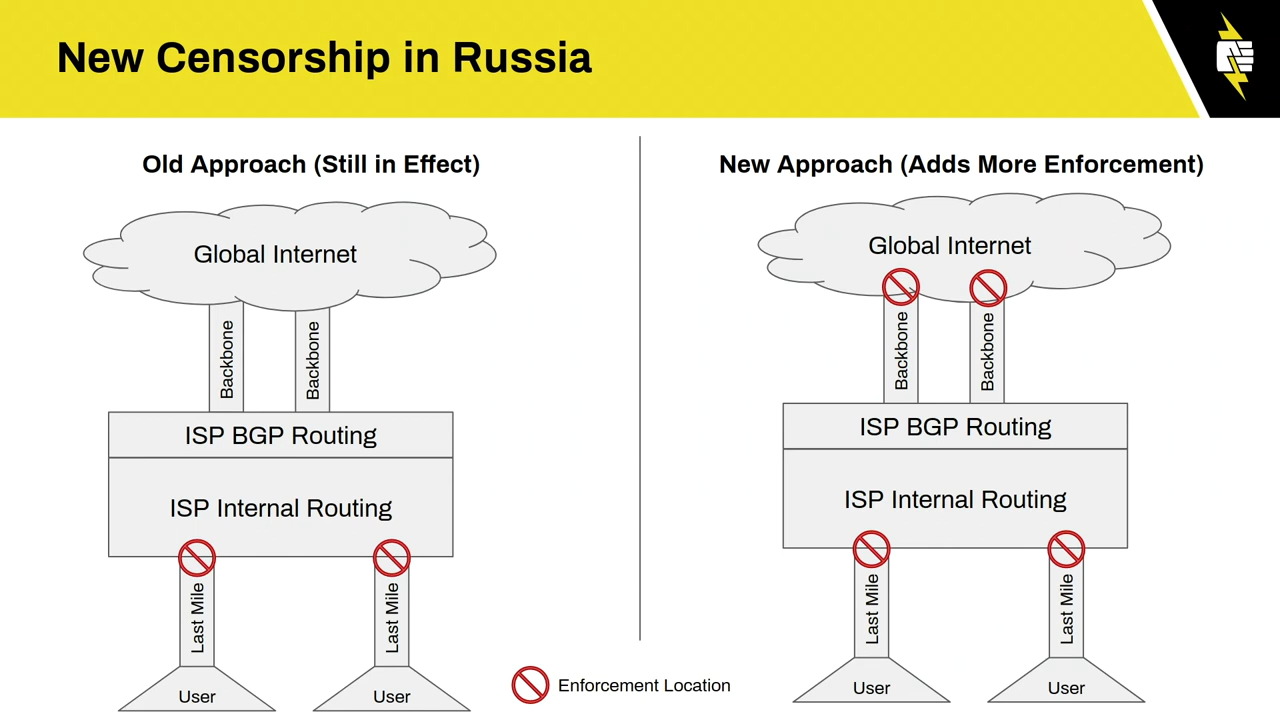 New Censorship in Russia
Old Approach (Still in Effect)
Global Internet
Backbone
Backbone
ISP BGP Routing
ISP Internal Routing
Last Mile
Last Mile
User
User
New Approach (Adds More Enforcement)
Global Internet
Backbone
Backbone
ISP BGP Routing
ISP Internal Routing
Last Mile
Last Mile
User
User
Enforcement Location